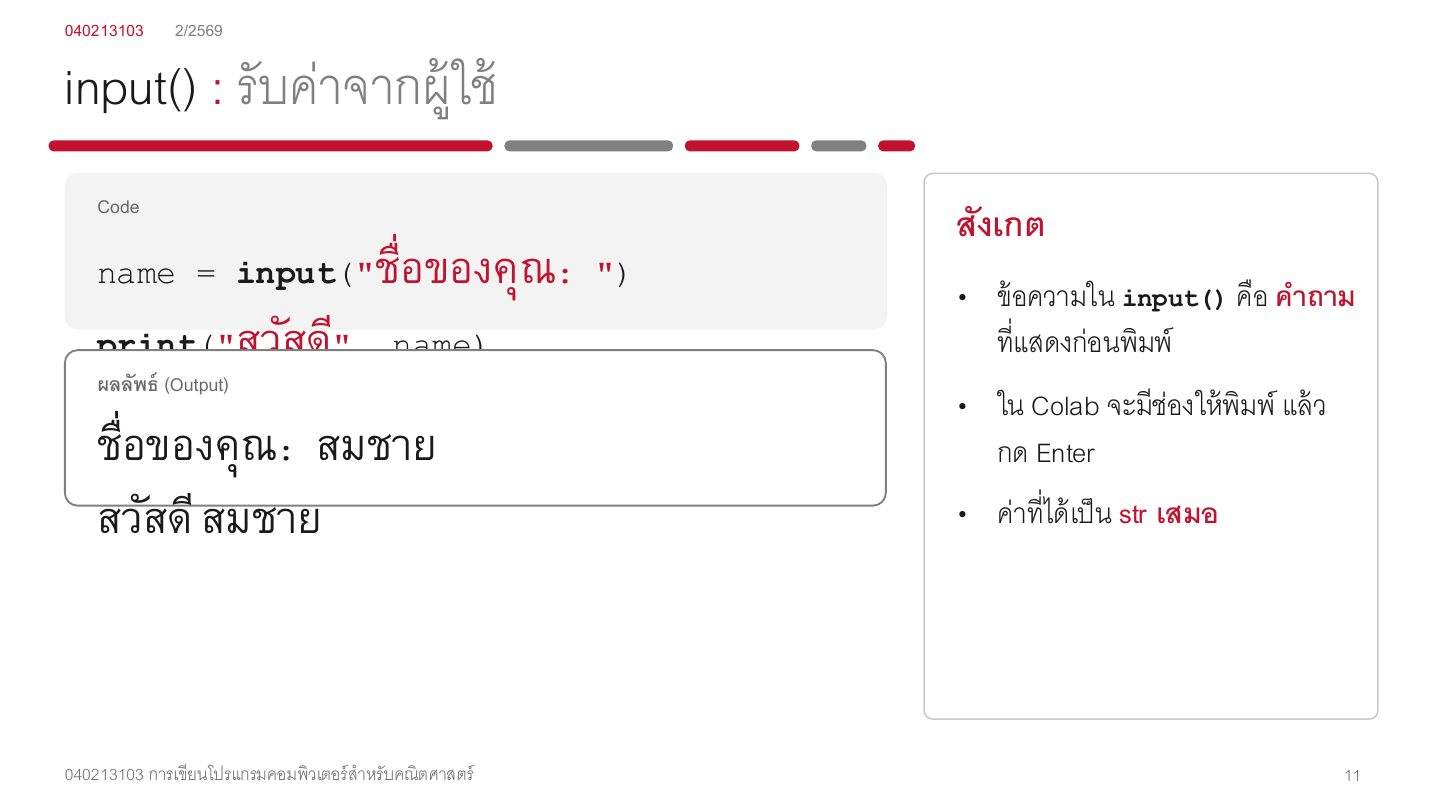 040213103 2/2569
input() : รับค่าจากผู้ใช้
Code
name = input("ชื่อของคุณ: ")
print("สวัสดี", name)
ผลลัพธ์ (Output)
ชื่อของคุณ: สมชาย
สวัสดี สมชาย
สังเกต
• ข้อความใน input() คือ คำถาม
ที่แสดงก่อนพิมพ์
• ใน Colab จะมีช่องให้พิมพ์ แล้ว
กด Enter
• ค่าที่ได้เป็น str เสมอ
040213103 การเขียนโปรแกรมคอมพิวเตอร์สำหรับคณิตศาสตร์
11